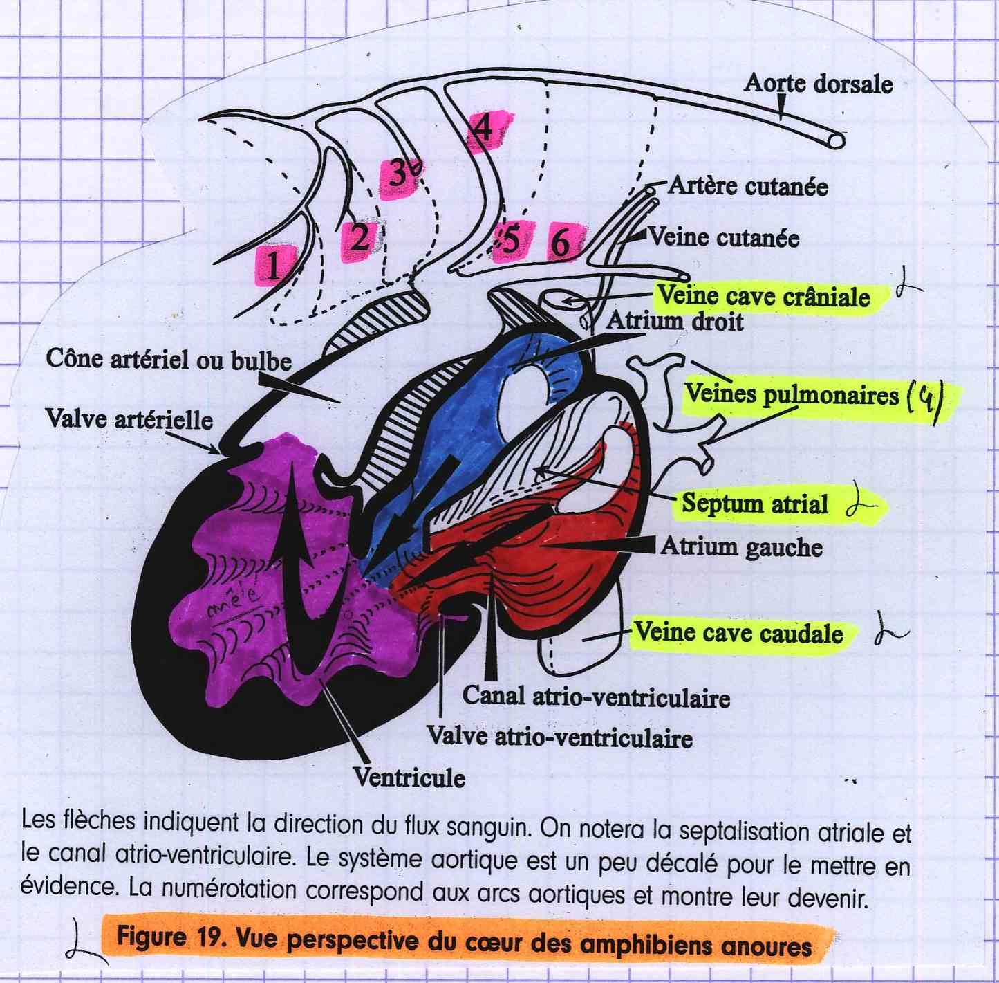 Aorte dorsale
4
3
Artère cutanée
2
5
6
Veine cutanée
1
Veine cave crâniale
Atrium droit
Cône artériel ou bulbe
Veines pulmonaires (4)
Valve artérielle
Septum atrial
Atrium gauche
mêlé
Veine cave caudale
Canal atrio-ventriculaire
Valve atrio-ventriculaire
Ventricule
Les flèches indiquent la direction du flux sanguin. On notera la septalisation atriale et
le canal atrio-ventriculaire. Le système aortique est un peu décalé pour le mettre en
évidence. La numérotation correspond aux arcs aortiques et montre leur devenir.
Figure 19. Vue perspective du cœur des amphibiens anoures